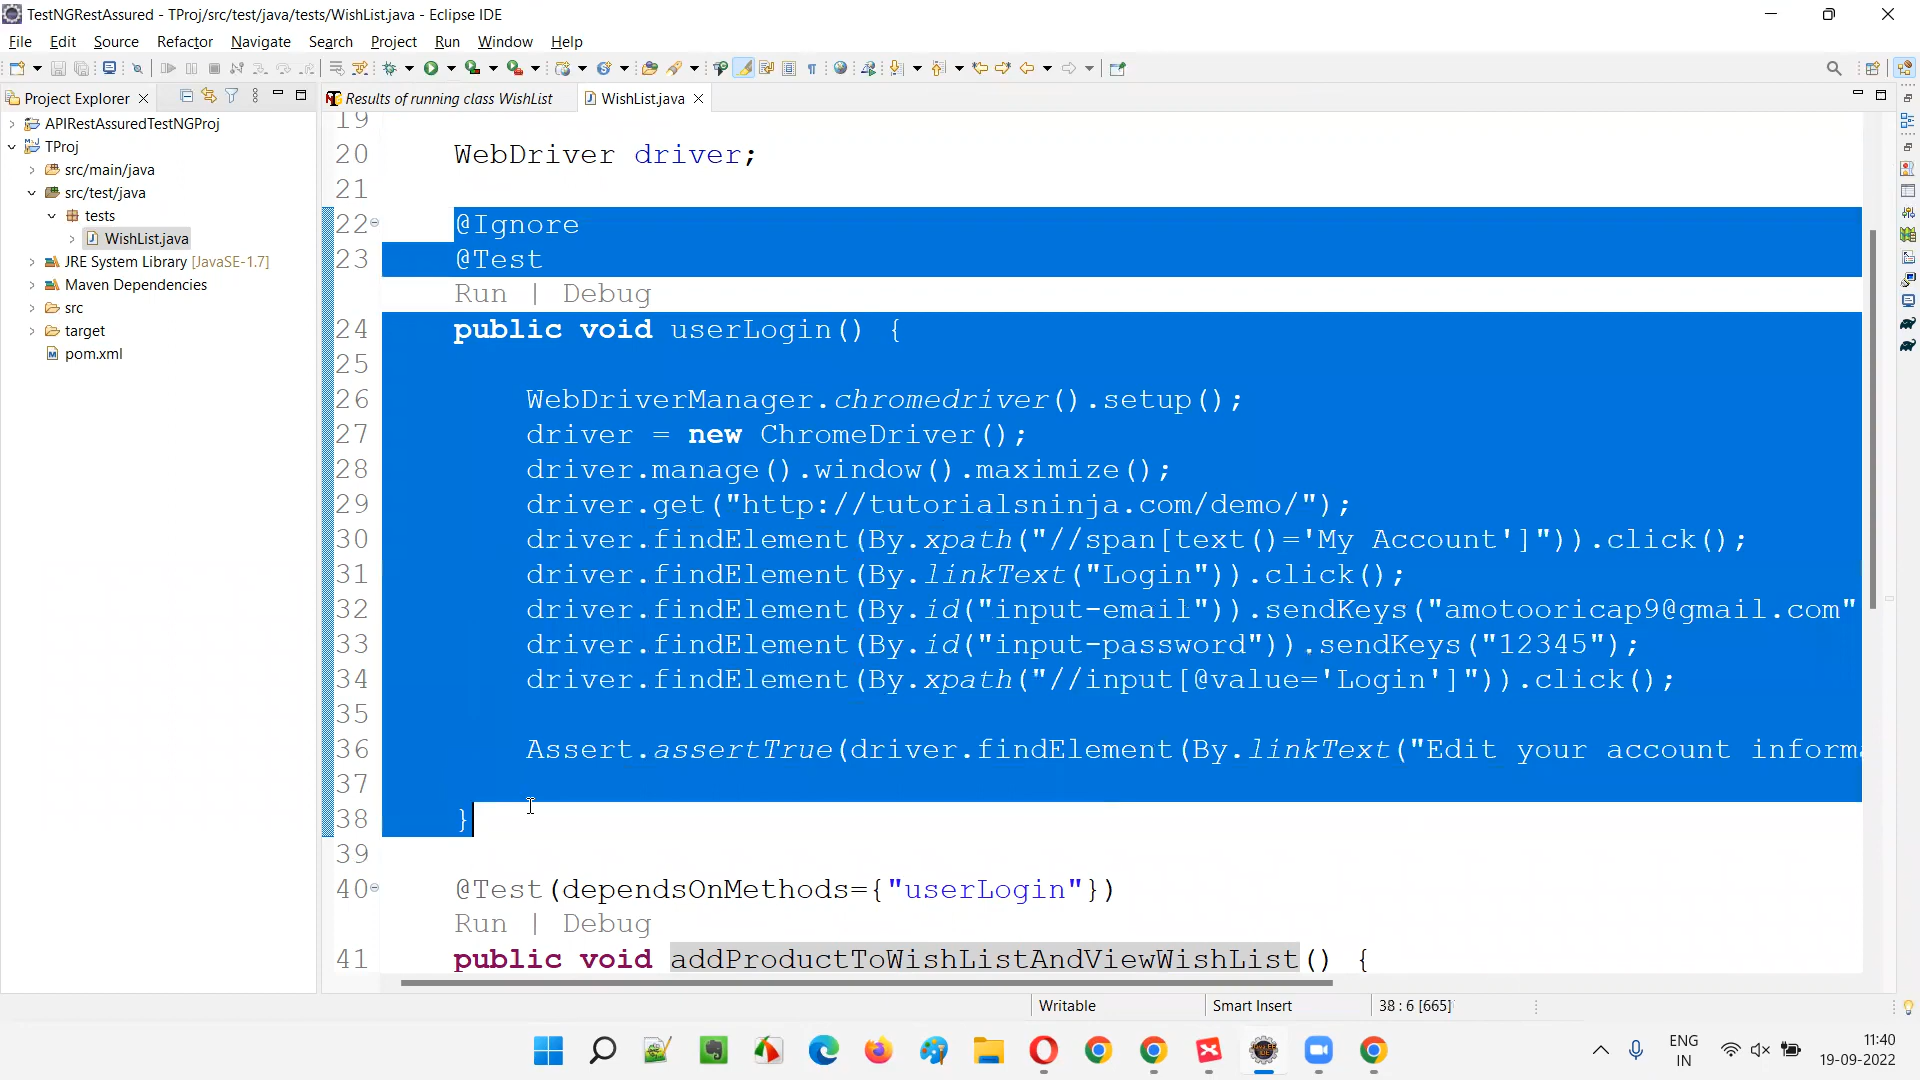 TestNGRestAssured - TProj/src/test/java/tests/WishList.java - Eclipse IDE
File Edit Source Refactor Navigate Search Project Run Window Help
Project Explorer
Results of running class WishList
WishList.java
APIRestAssuredTestNGProj
TProj
src/main/java
src/test/java
tests
WishList.java
JRE System Library [JavaSE-1.7]
Maven Dependencies
src
target
pom.xml
19
20 WebDriver driver;
21
22 @Ignore
23 @Test
Run | Debug
24 public void userLogin() {
25
26 WebDriverManager.chromedriver().setup();
27 driver = new ChromeDriver();
28 driver.manage().window().maximize();
29 driver.get("http://tutorialsninja.com/demo/");
30 driver.findElement(By.xpath("//span[text()='My Account']")).click();
31 driver.findElement(By.linkText("Login")).click();
32 driver.findElement(By.id("input-email")).sendKeys("amotooricap9@gmail.com"
33 driver.findElement(By.id("input-password")).sendKeys("12345");
34 driver.findElement(By.xpath("//input[@value='Login']")).click();
35
36 Assert.assertTrue(driver.findElement(By.linkText("Edit your account inform
37
38 }
39
40 @Test(dependsOnMethods={"userLogin"})
Run | Debug
41 public void addProductToWishListAndViewWishList() {
Writable Smart Insert 38 : 6 [665]
ENG
IN
11:40
19-09-2022